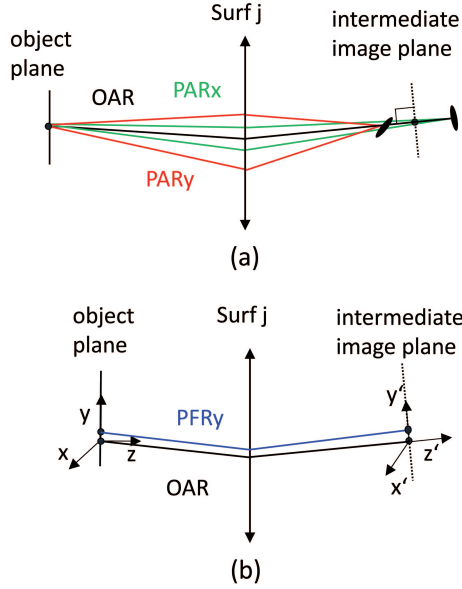 Surf j
object
plane
intermediate
image plane
OAR
PARx
PARy
(a)
object
plane
Surf j
intermediate
image plane
y
PFRy
y‘
x
z
z‘
OAR
x‘
(b)